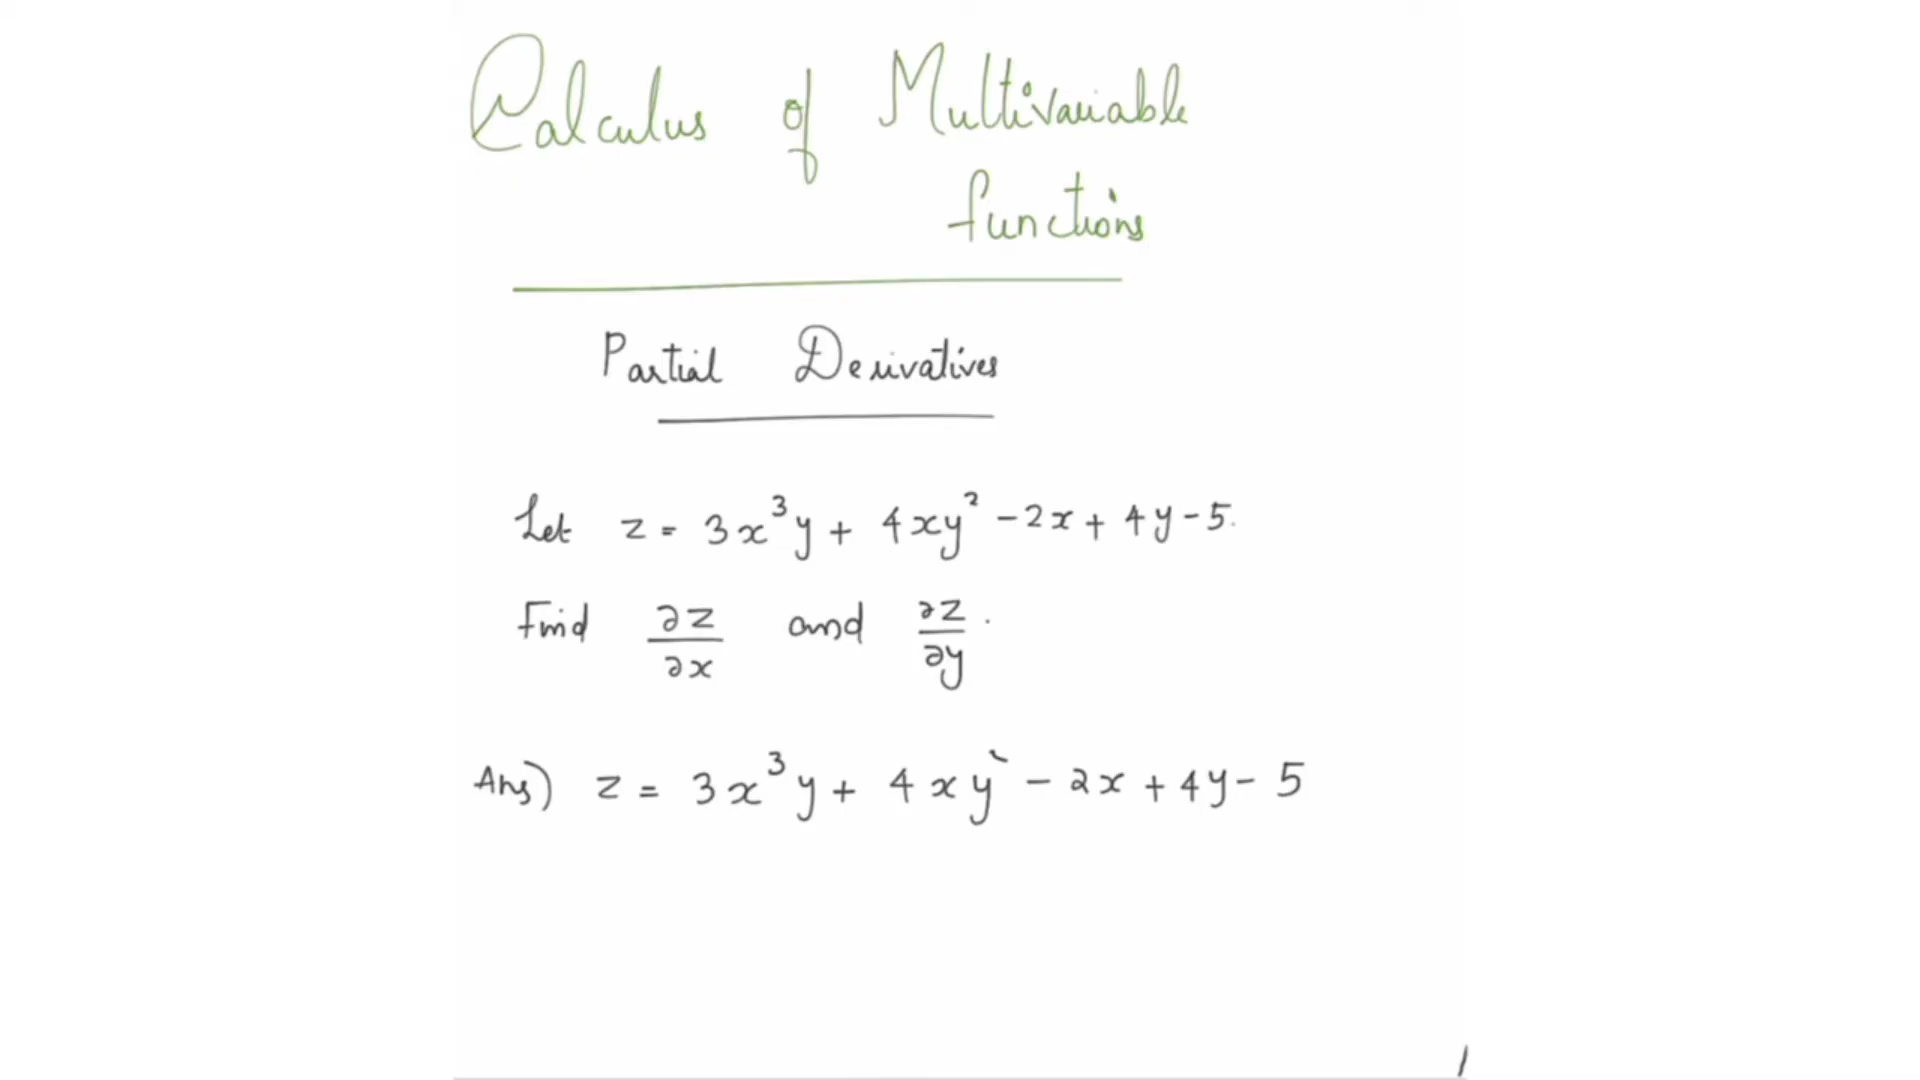 Calculus of Multivariable
functions
Partial Derivatives
Let z = 3x³y + 4xy² - 2x + 4y - 5.
Find ∂z/∂x and ∂z/∂y.
Ans) z = 3x³y + 4xy² - 2x + 4y - 5